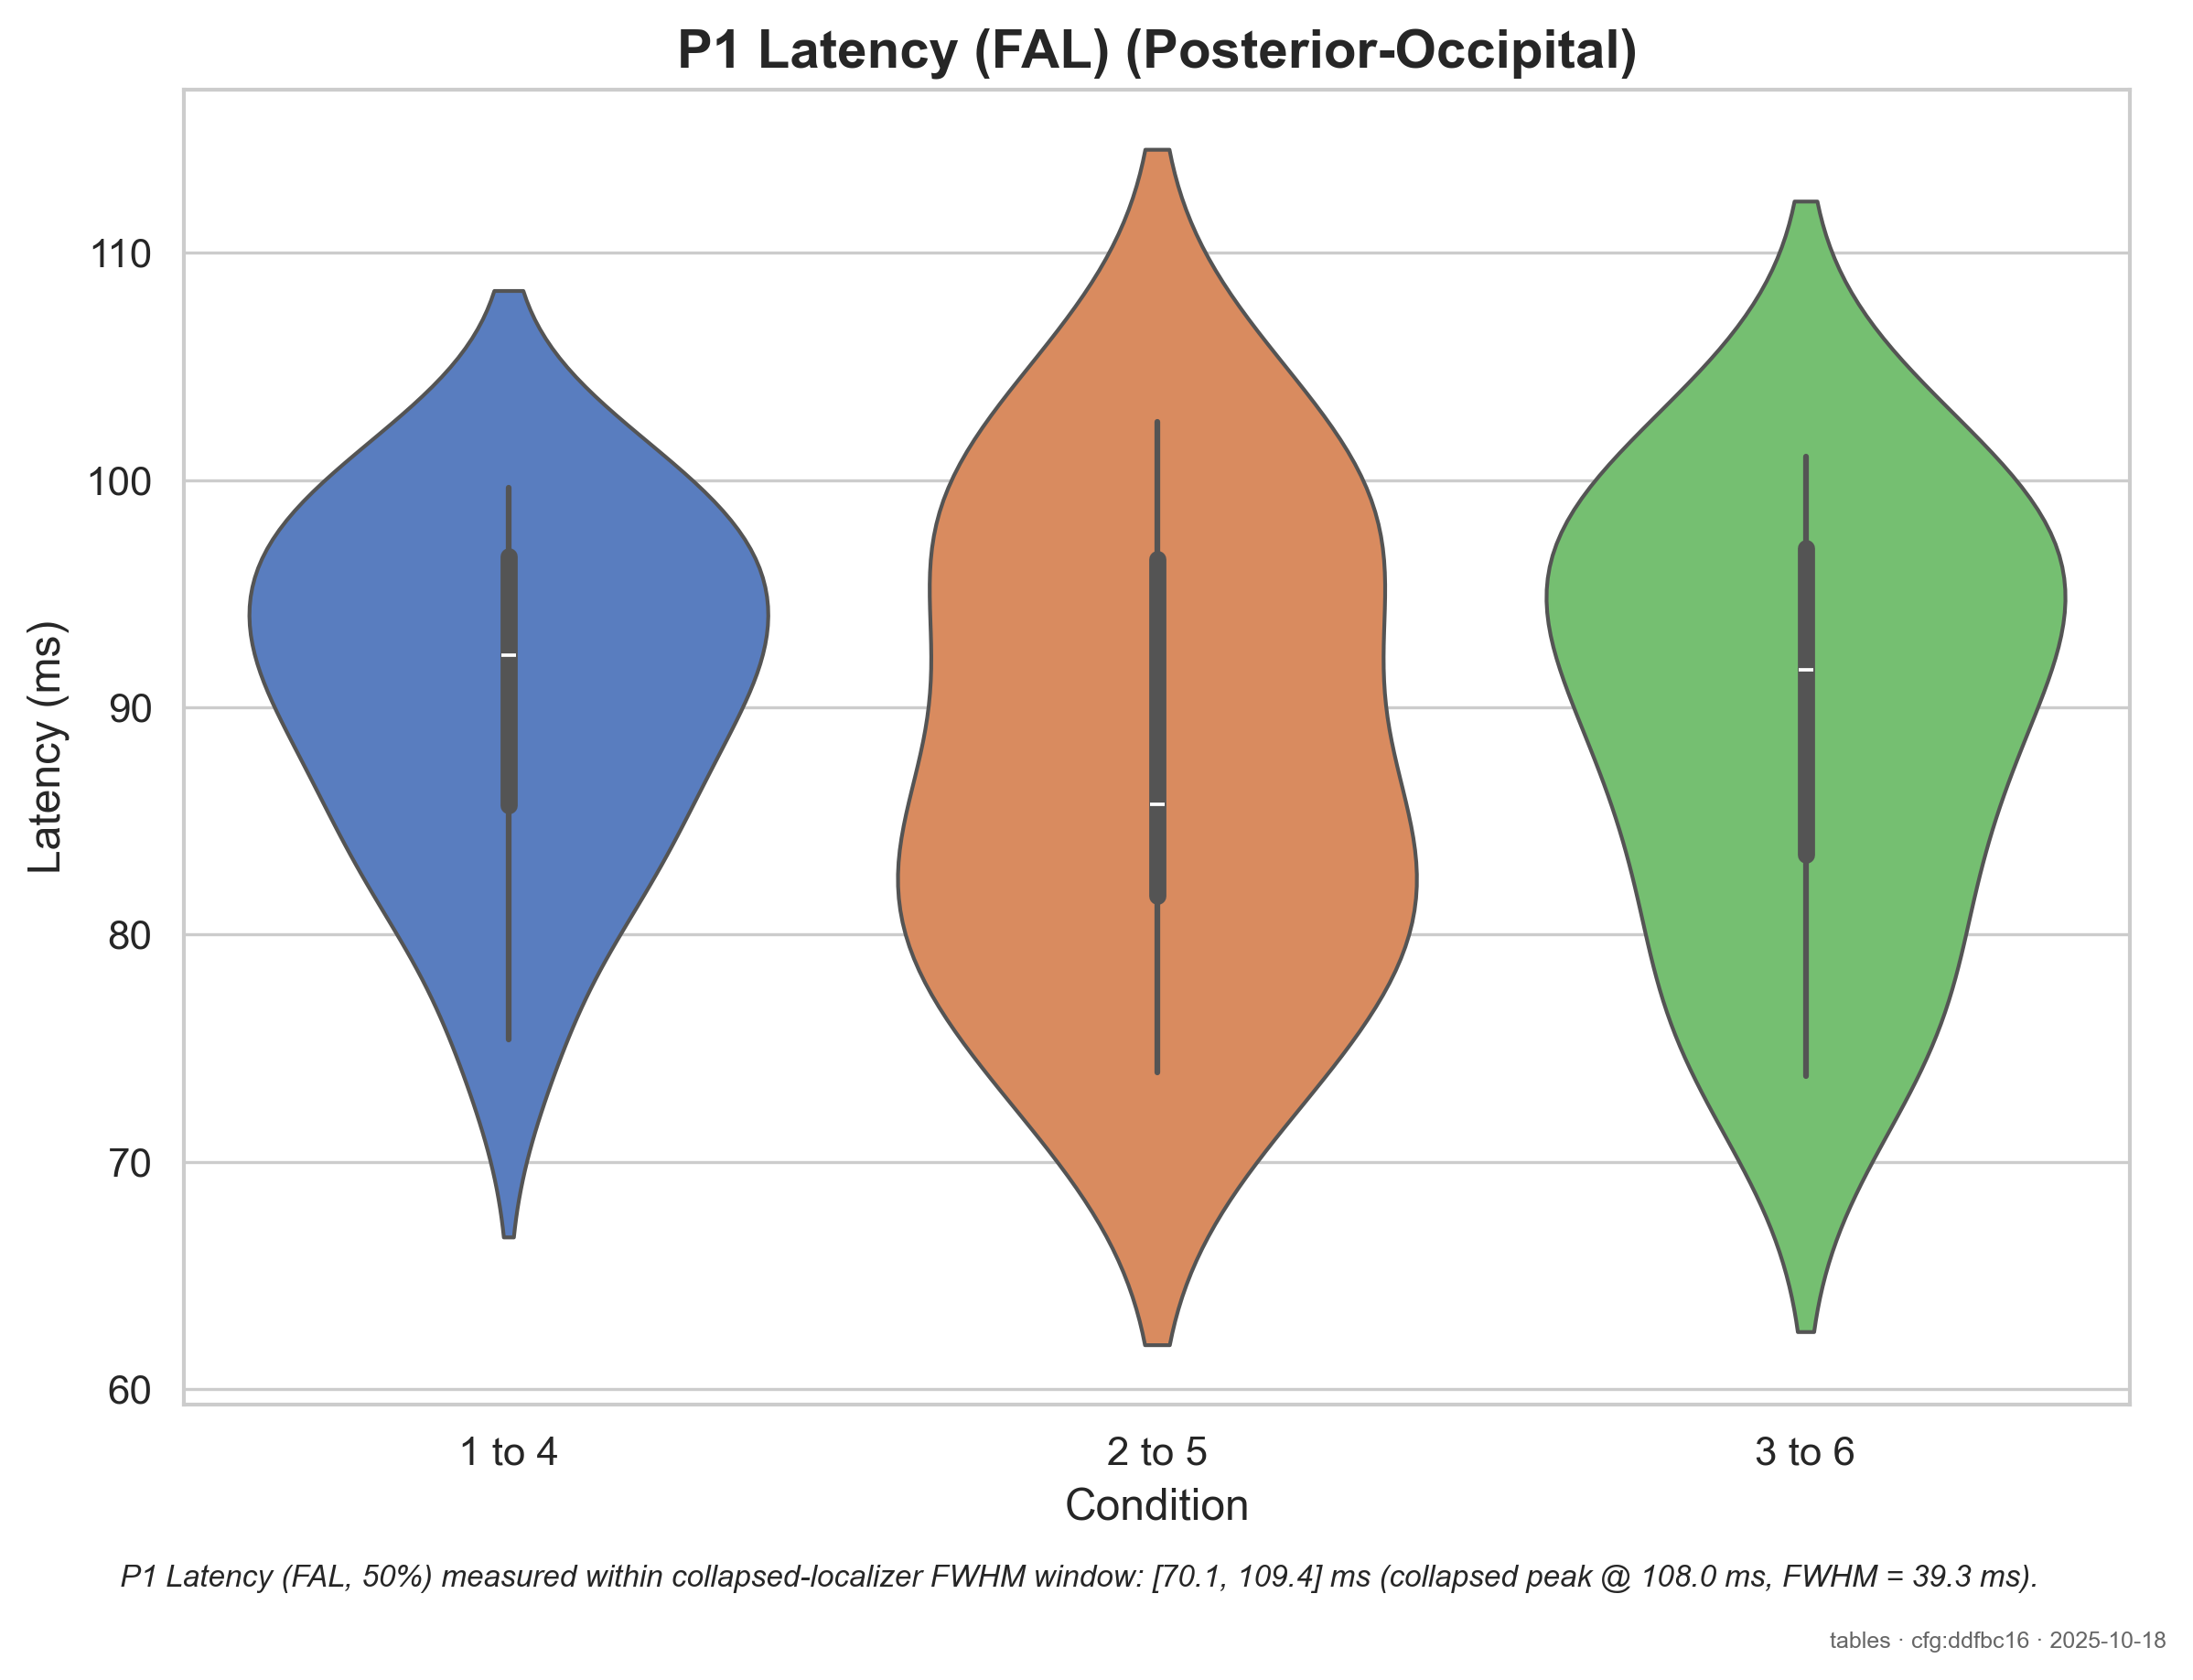 P1 Latency (FAL) (Posterior-Occipital)
Latency (ms)
110
100
90
80
70
60
1 to 4
2 to 5
3 to 6
Condition
P1 Latency (FAL, 50%) measured within collapsed-localizer FWHM window: [70.1, 109.4] ms (collapsed peak @ 108.0 ms, FWHM = 39.3 ms).
tables · cfg:ddfbc16 · 2025-10-18